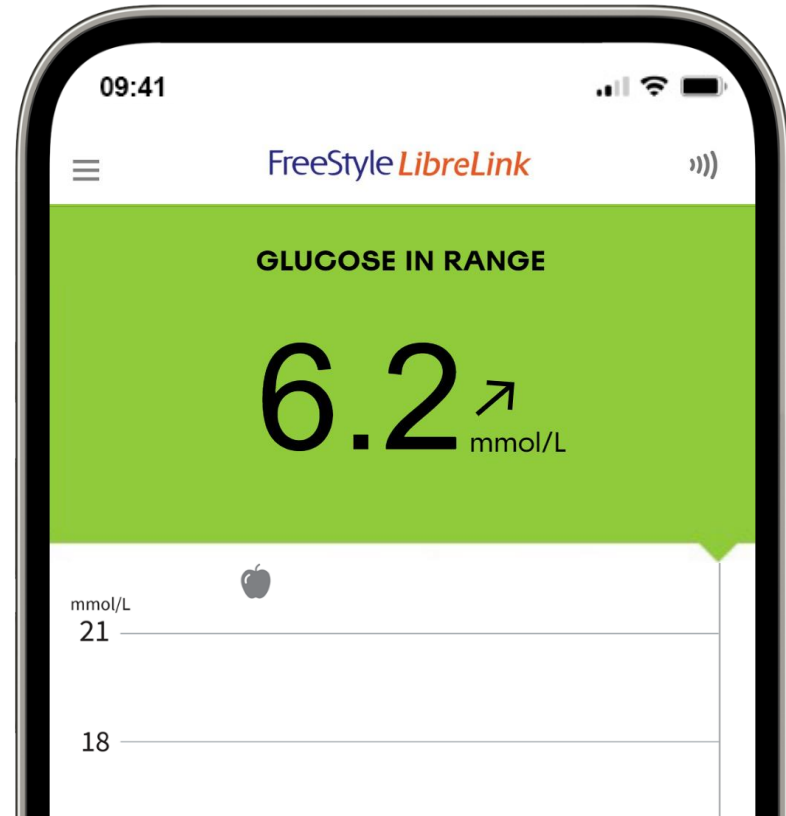 09:41
FreeStyle LibreLink
GLUCOSE IN RANGE
6.2
mmol/L
mmol/L
21
18